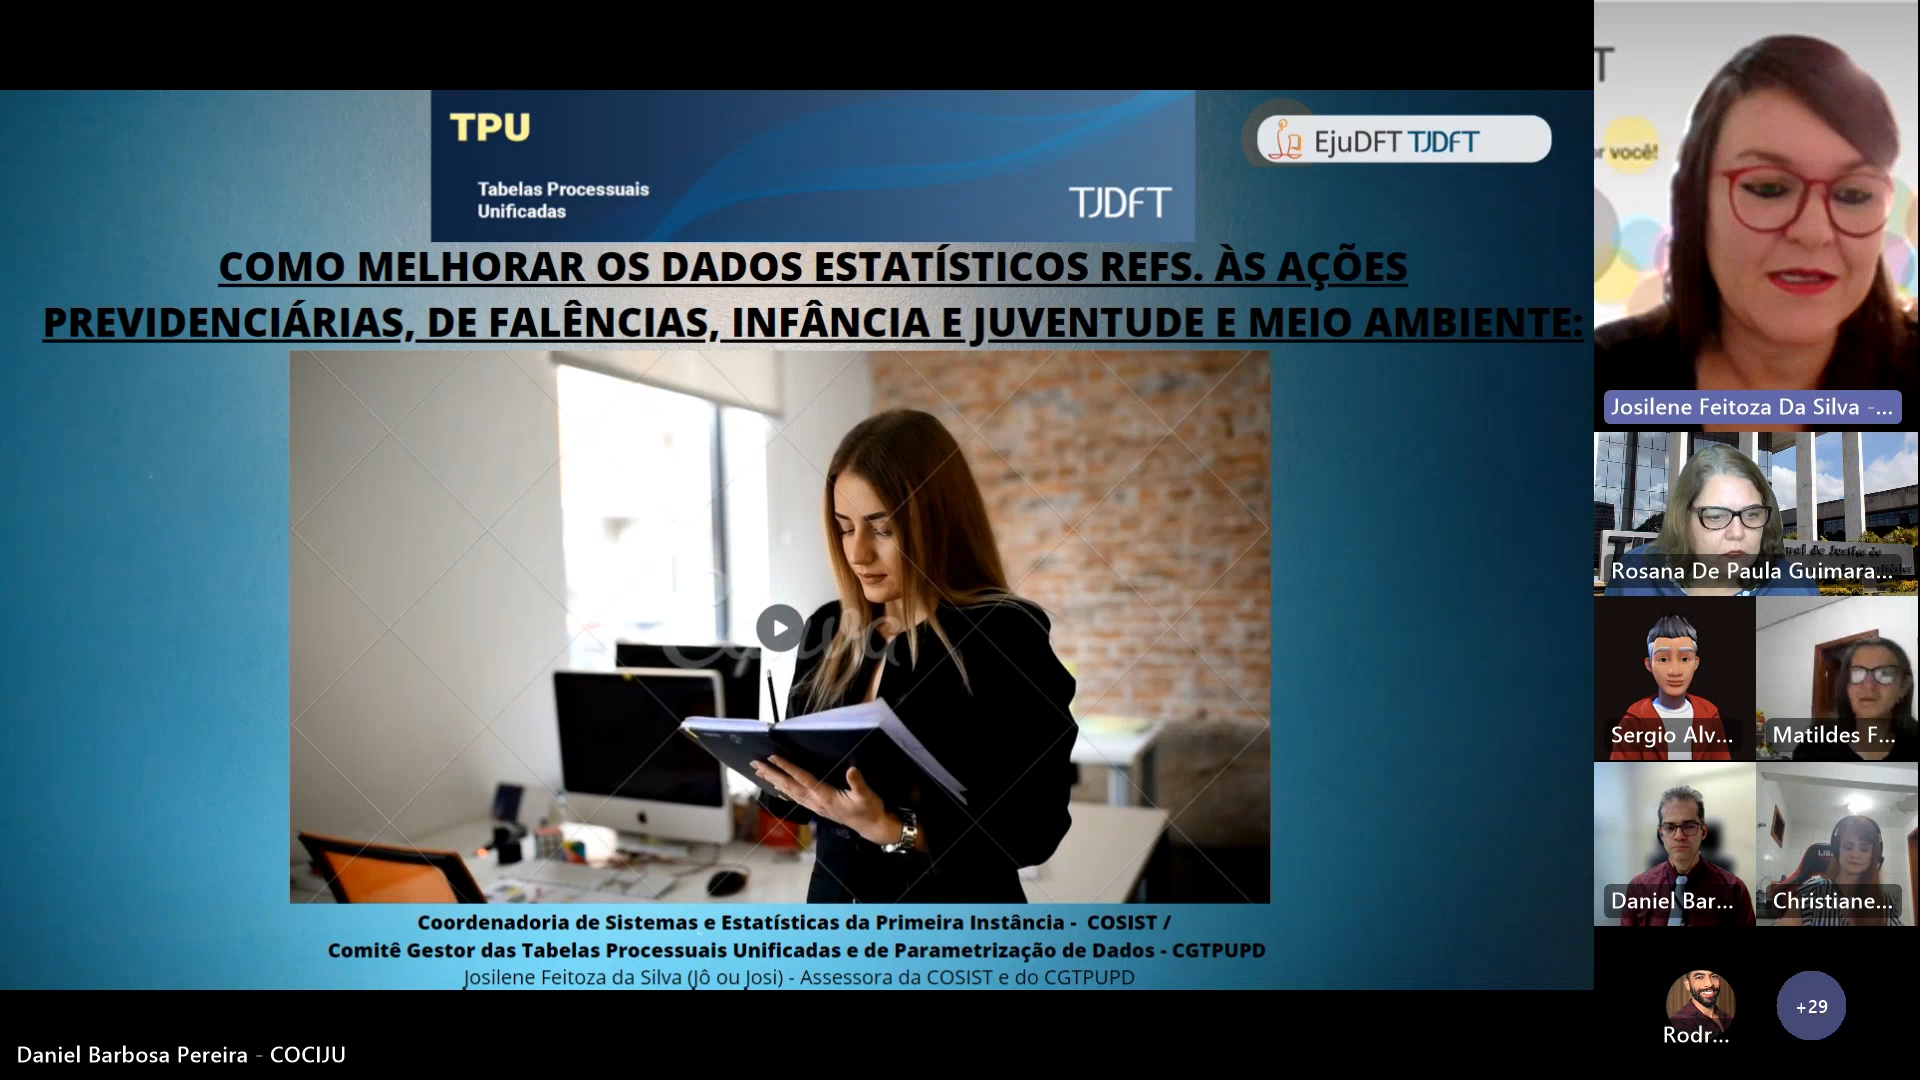 TPU
Tabelas Processuais
Unificadas
TJDFT
EjuDFT TJDFT
COMO MELHORAR OS DADOS ESTATÍSTICOS REFS. ÀS AÇÕES
PREVIDENCIÁRIAS, DE FALÊNCIAS, INFÂNCIA E JUVENTUDE E MEIO AMBIENTE:
Canva
Coordenadoria de Sistemas e Estatísticas da Primeira Instância - COSIST /
Comitê Gestor das Tabelas Processuais Unificadas e de Parametrização de Dados - CGTPUPD
Josilene Feitoza da Silva (Jô ou Josi) - Assessora da COSIST e do CGTPUPD
Daniel Barbosa Pereira - COCIJU
T
r você!
Josilene Feitoza Da Silva -...
Rosana De Paula Guimara...
Sergio Alv...
Matildes F...
Daniel Bar...
Christiane...
Rodr...
+29